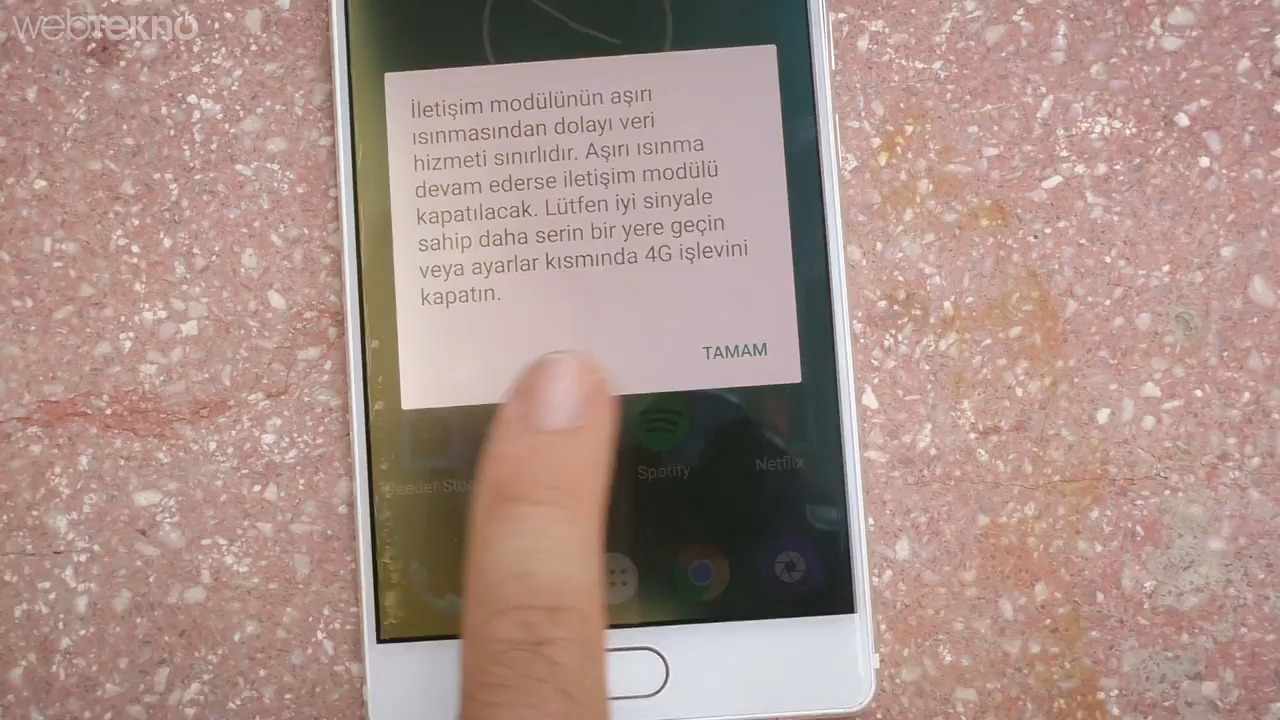 webTEKNO
İletişim modülünün aşırı
ısınmasından dolayı veri
hizmeti sınırlıdır. Aşırı ısınma
devam ederse iletişim modülü
kapatılacak. Lütfen iyi sinyale
sahip daha serin bir yere geçin
veya ayarlar kısmında 4G işlevini
kapatın.
TAMAM
Reeder
Spotify
Netflix